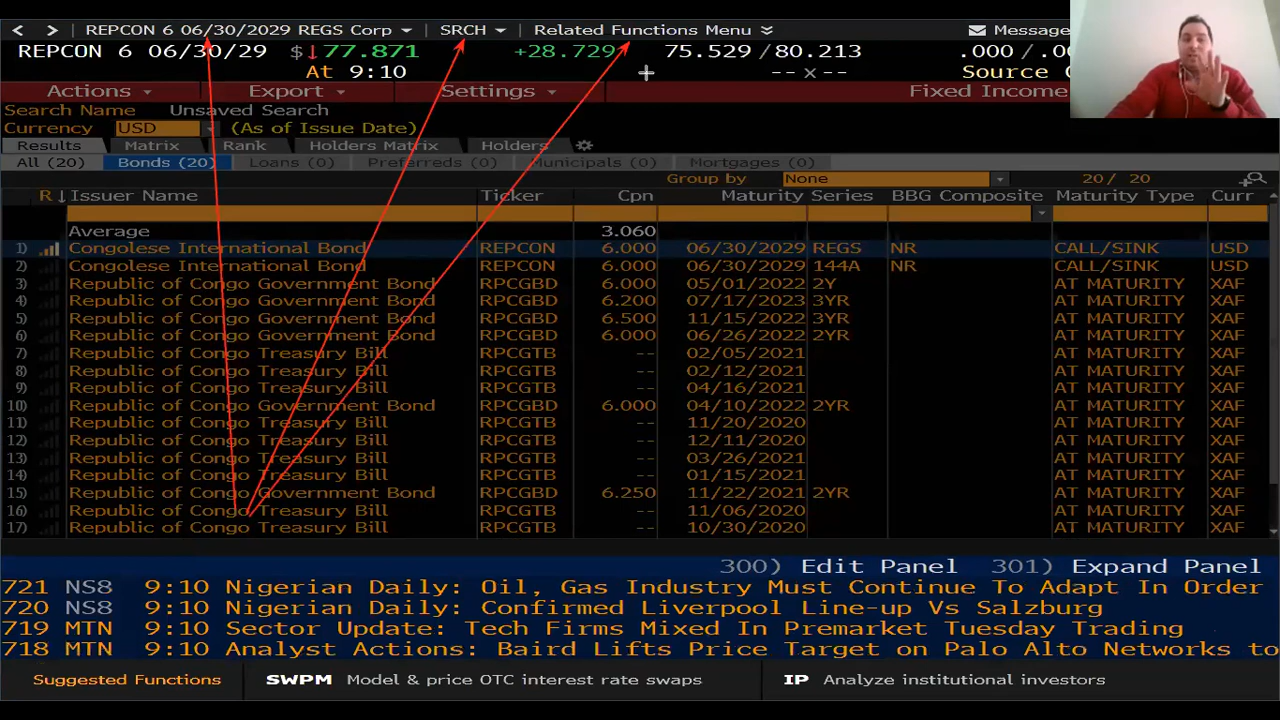 < > REPCON 6 06/30/2029 REGS Corp SRCH Related Functions Menu Message
REPCON 6 06/30/29 $↓77.871 +28.729 75.529 /80.213 .000 /.00
At 9:10 -- x -- Source
Actions Export Settings Fixed Income
Search Name Unsaved Search
Currency USD (As of Issue Date)
Results Matrix Rank Holders Matrix Holders
All (20) Bonds (20) Loans (0) Preferreds (0) Municipals (0) Mortgages (0)
Group by None 20/ 20
R ↓ Issuer Name Ticker Cpn Maturity Series BBG Composite Maturity Type Curr
Average 3.060
1) Congolese International Bond REPCON 6.000 06/30/2029 REGS NR CALL/SINK USD
2) Congolese International Bond REPCON 6.000 06/30/2029 144A NR CALL/SINK USD
3) Republic of Congo Government Bond RPCGBD 6.000 05/01/2022 2Y AT MATURITY XAF
4) Republic of Congo Government Bond RPCGBD 6.200 07/17/2023 3YR AT MATURITY XAF
5) Republic of Congo Government Bond RPCGBD 6.500 11/15/2022 3YR AT MATURITY XAF
6) Republic of Congo Government Bond RPCGBD 6.000 06/26/2022 2YR AT MATURITY XAF
7) Republic of Congo Treasury Bill RPCGTB -- 02/05/2021 AT MATURITY XAF
8) Republic of Congo Treasury Bill RPCGTB -- 02/12/2021 AT MATURITY XAF
9) Republic of Congo Treasury Bill RPCGTB -- 04/16/2021 AT MATURITY XAF
10) Republic of Congo Government Bond RPCGBD 6.000 04/10/2022 2YR AT MATURITY XAF
11) Republic of Congo Treasury Bill RPCGTB -- 11/20/2020 AT MATURITY XAF
12) Republic of Congo Treasury Bill RPCGTB -- 12/11/2020 AT MATURITY XAF
13) Republic of Congo Treasury Bill RPCGTB -- 03/26/2021 AT MATURITY XAF
14) Republic of Congo Treasury Bill RPCGTB -- 01/15/2021 AT MATURITY XAF
15) Republic of Congo Government Bond RPCGBD 6.250 11/22/2021 2YR AT MATURITY XAF
16) Republic of Congo Treasury Bill RPCGTB -- 11/06/2020 AT MATURITY XAF
17) Republic of Congo Treasury Bill RPCGTB -- 10/30/2020 AT MATURITY XAF
300) Edit Panel 301) Expand Panel
721 NS8 9:10 Nigerian Daily: Oil, Gas Industry Must Continue To Adapt In Order
720 NS8 9:10 Nigerian Daily: Confirmed Liverpool Line-up Vs Salzburg
719 MTN 9:10 Sector Update: Tech Firms Mixed In Premarket Tuesday Trading
718 MTN 9:10 Analyst Actions: Baird Lifts Price Target on Palo Alto Networks to
Suggested Functions SWPM Model & price OTC interest rate swaps IP Analyze institutional investors